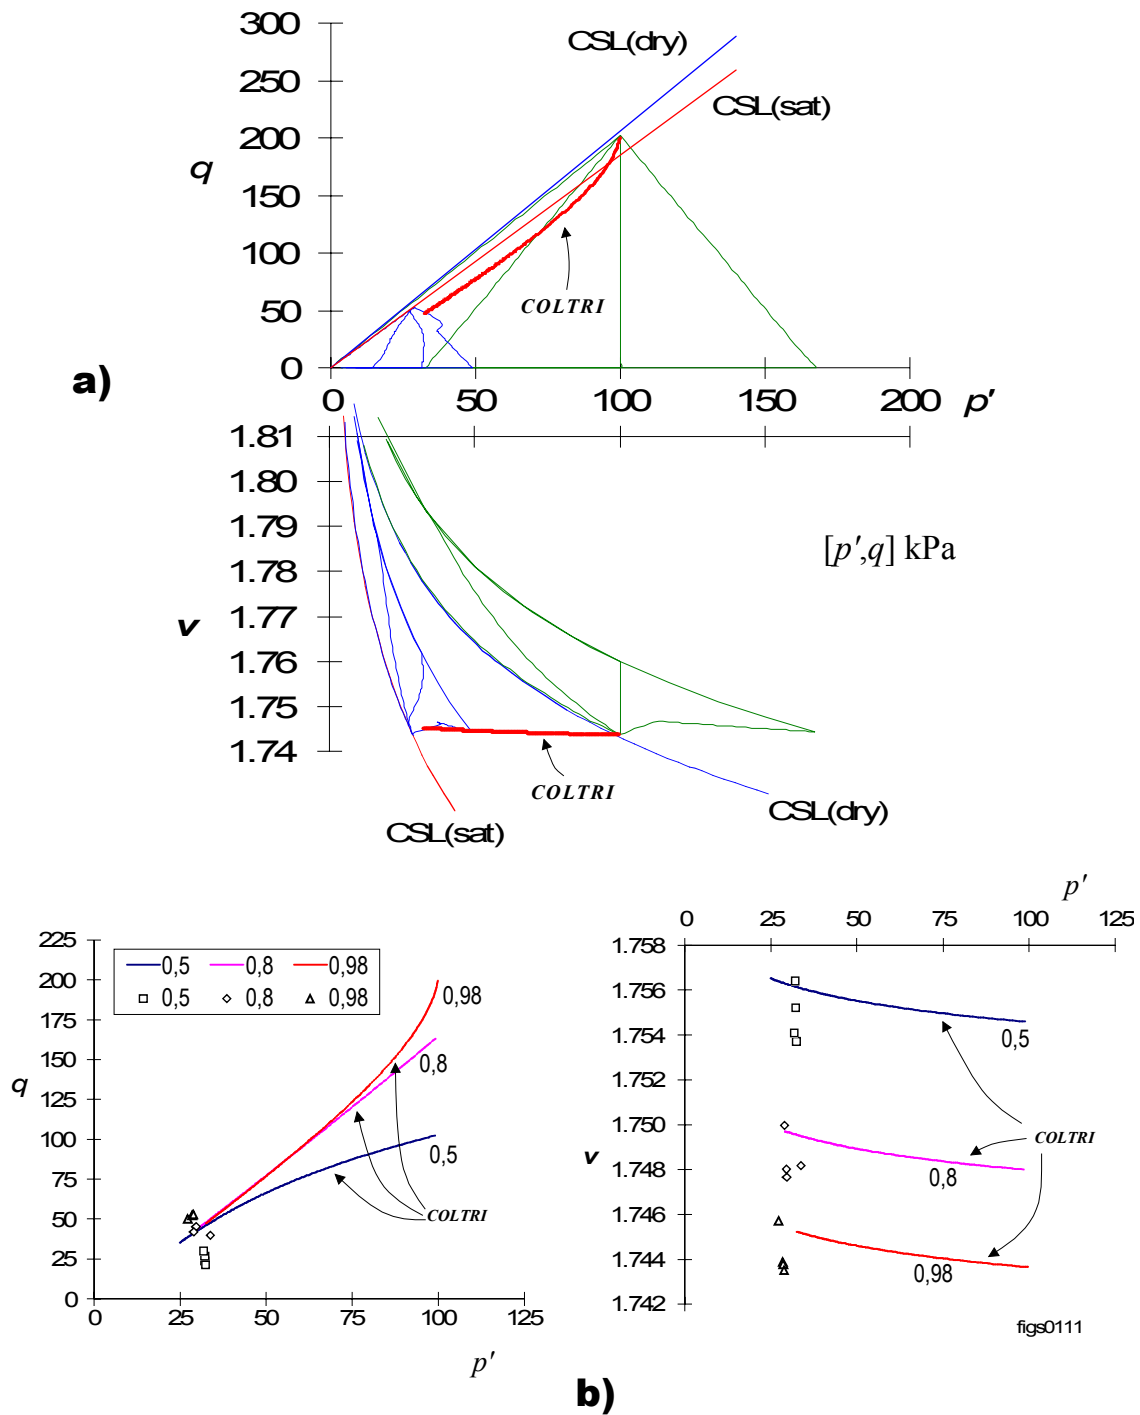 300
CSL(dry)
250
CSL(sat)
200
q
150
100
COLTRI
50
0
a)
0 50 100 150 200 p'
1.81
1.80
1.79
[p',q] kPa
1.78
1.77
v
1.76
1.75
1.74
COLTRI
CSL(sat)
CSL(dry)
p'
0 25 50 75 100 125
225
0,5 0,8 0,98
0,5 0,8 0,98
200
0,98
175
150
0,8
q
125
100
0,5
75
COLTRI
50
25
0
0 25 50 75 100 125
p'
1.758
1.756
1.754
0,5
1.752
1.750
COLTRI
v
1.748
0,8
1.746
1.744
0,98
1.742
figs0111
b)